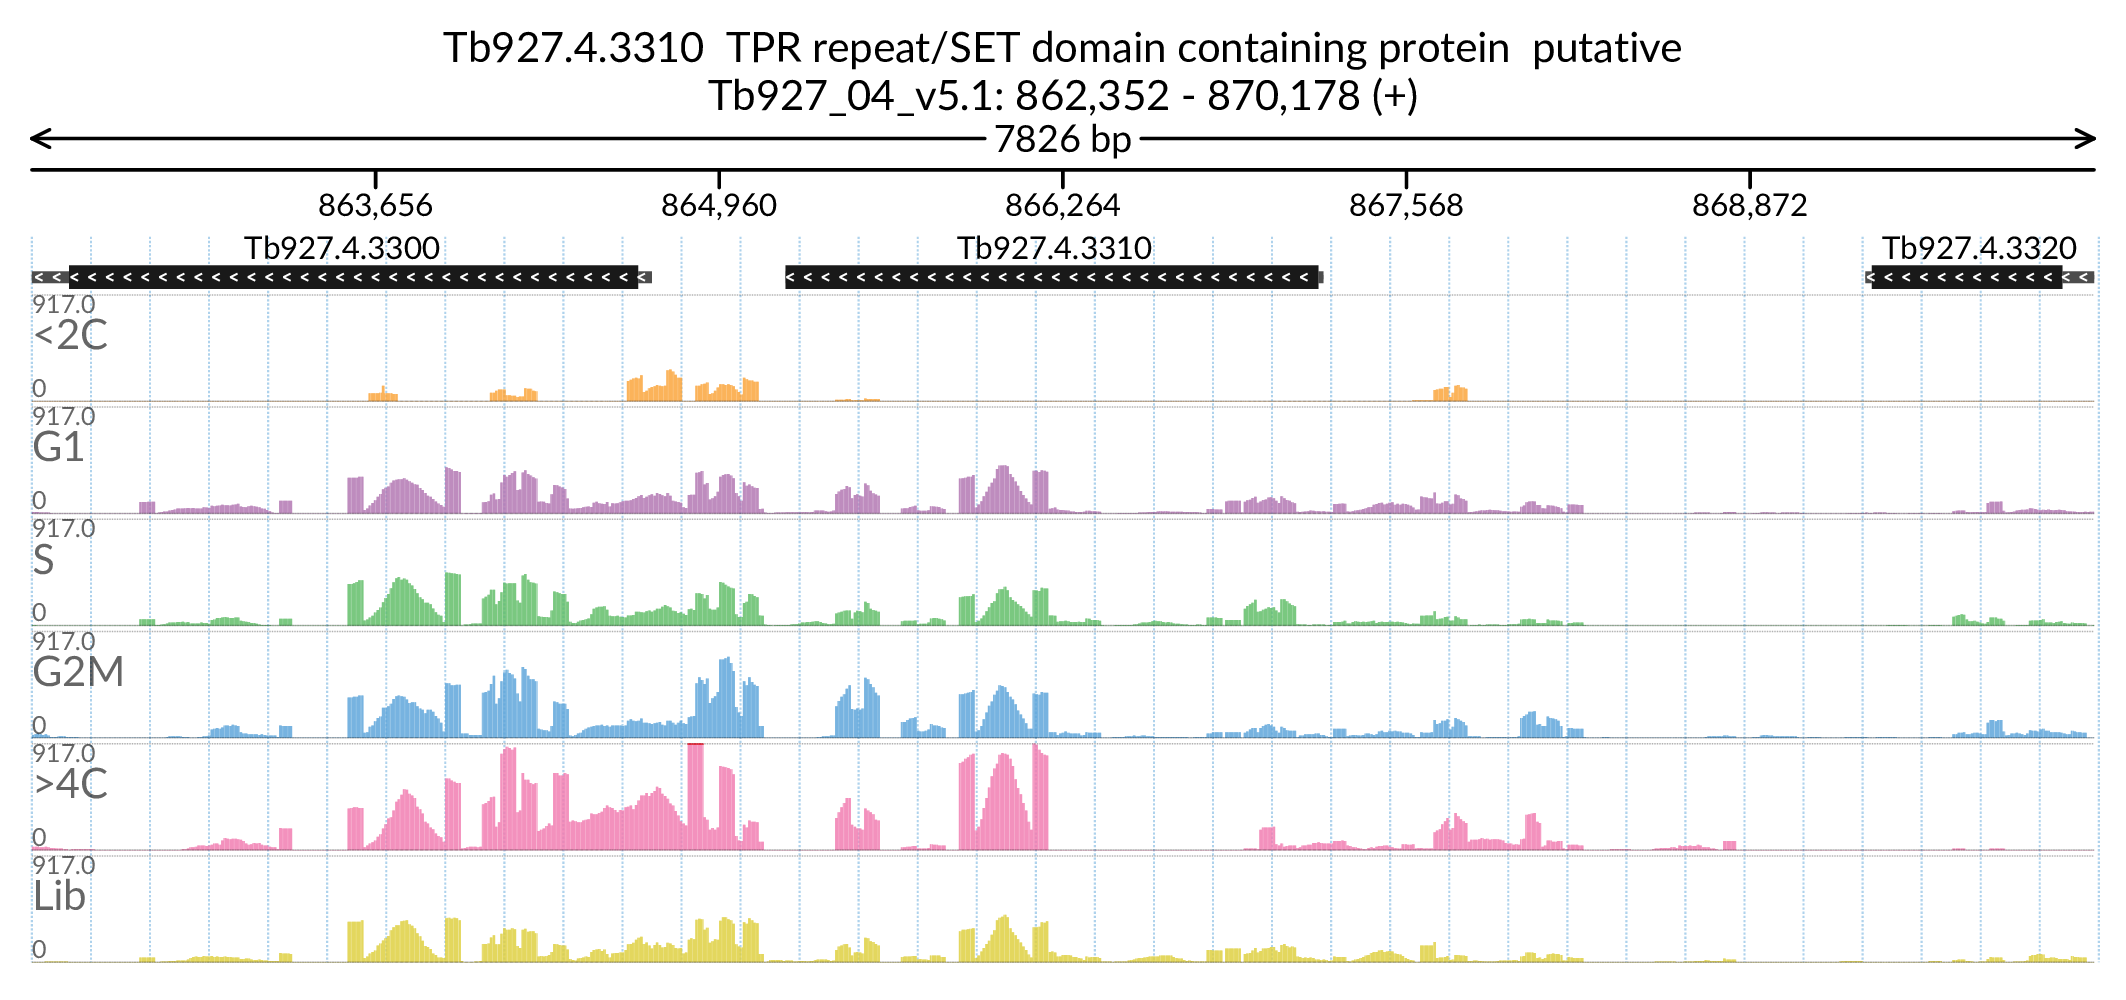 Tb927.4.3310  TPR repeat/SET domain containing protein  putative
Tb927_04_v5.1: 862,352 - 870,178 (+)
7826 bp
863,656 864,960 866,264 867,568 868,872
Tb927.4.3300 Tb927.4.3310 Tb927.4.3320
917.0
<2C
0
917.0
G1
0
917.0
S
0
917.0
G2M
0
917.0
>4C
0
917.0
Lib
0